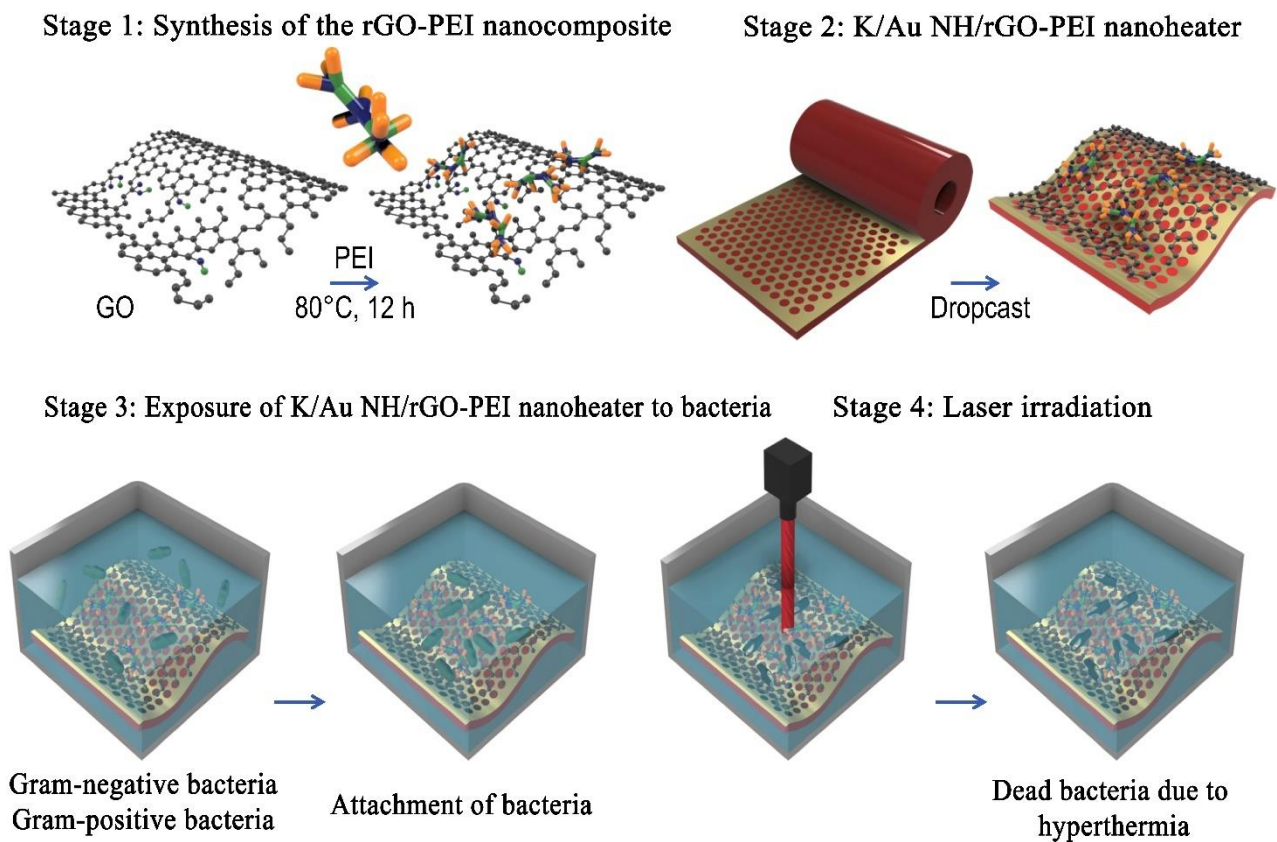 Stage 1: Synthesis of the rGO-PEI nanocomposite
Stage 2: K/Au NH/rGO-PEI nanoheater
GO
PEI
80°C, 12 h
Dropcast
Stage 3: Exposure of K/Au NH/rGO-PEI nanoheater to bacteria
Stage 4: Laser irradiation
Gram-negative bacteria
Gram-positive bacteria
Attachment of bacteria
Dead bacteria due to
hyperthermia